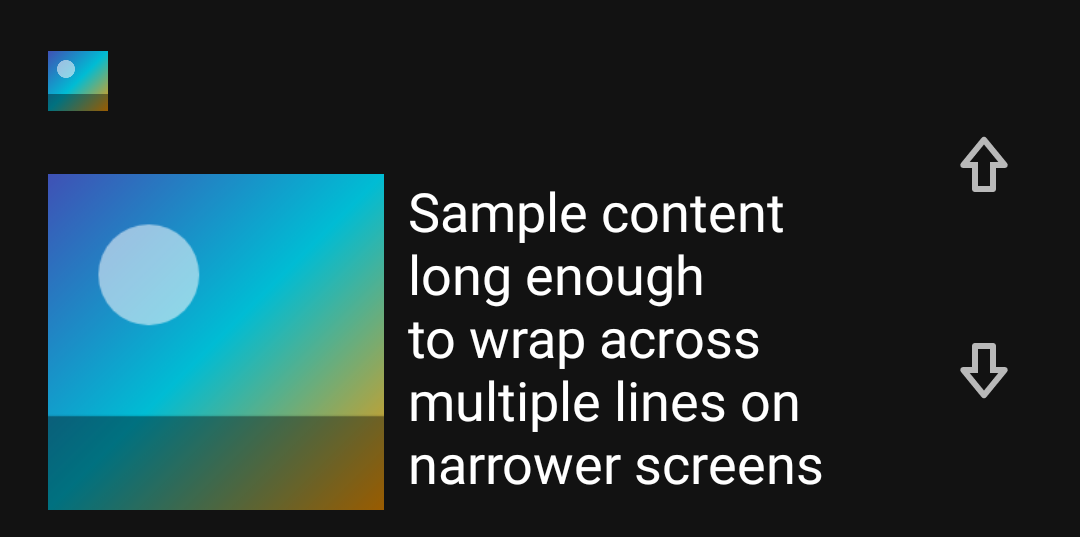 Sample content
long enough
to wrap across
multiple lines on
narrower screens